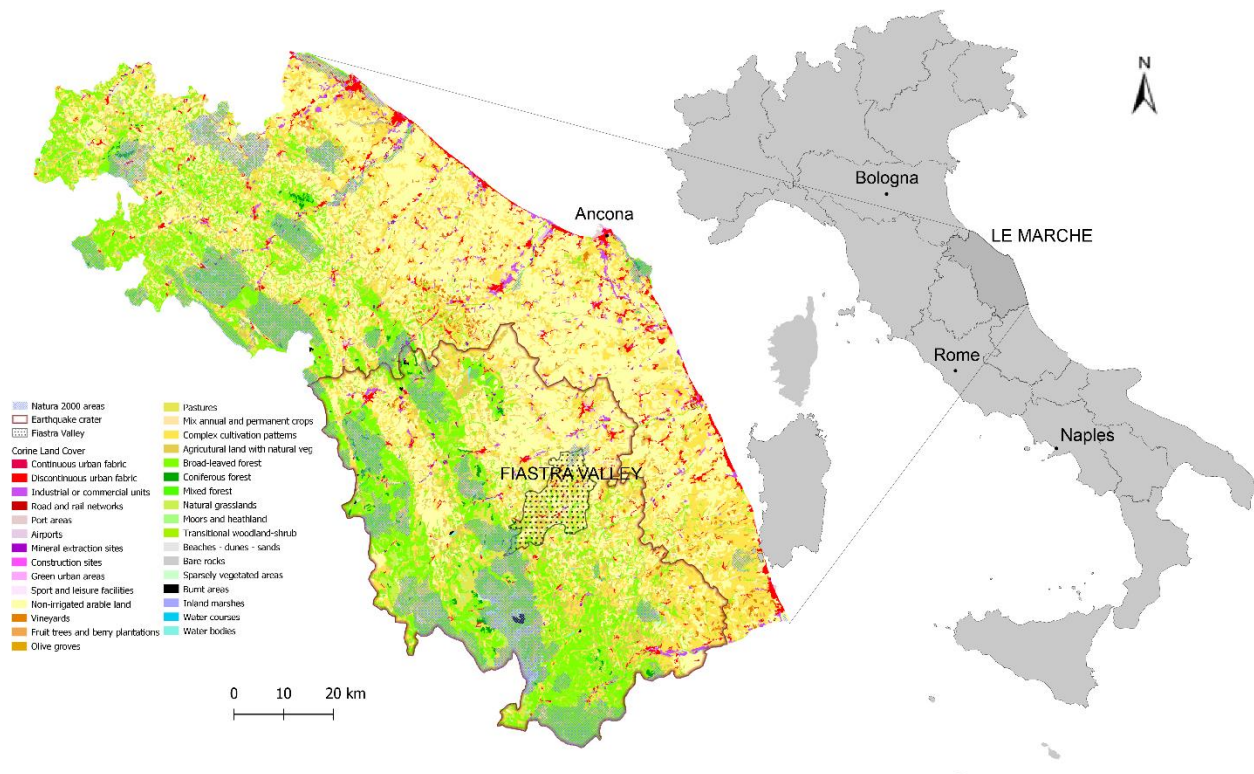 N
Bologna
Ancona
LE MARCHE
Rome
Naples
FIASTRA VALLEY
Natura 2000 areas
Earthquake crater
Fiastra Valley
Corine Land Cover
Continuous urban fabric
Discontinuous urban fabric
Industrial or commercial units
Road and rail networks
Port areas
Airports
Mineral extraction sites
Construction sites
Green urban areas
Sport and leisure facilities
Non-irrigated arable land
Vineyards
Fruit trees and berry plantations
Olive groves
Pastures
Mix annual and permanent crops
Complex cultivation patterns
Agricutural land with natural veg
Broad-leaved forest
Coniferous forest
Mixed forest
Natural grasslands
Moors and heathland
Transitional woodland-shrub
Beaches - dunes - sands
Bare rocks
Sparsely vegetated areas
Burnt areas
Inland marshes
Water courses
Water bodies
0 10 20 km